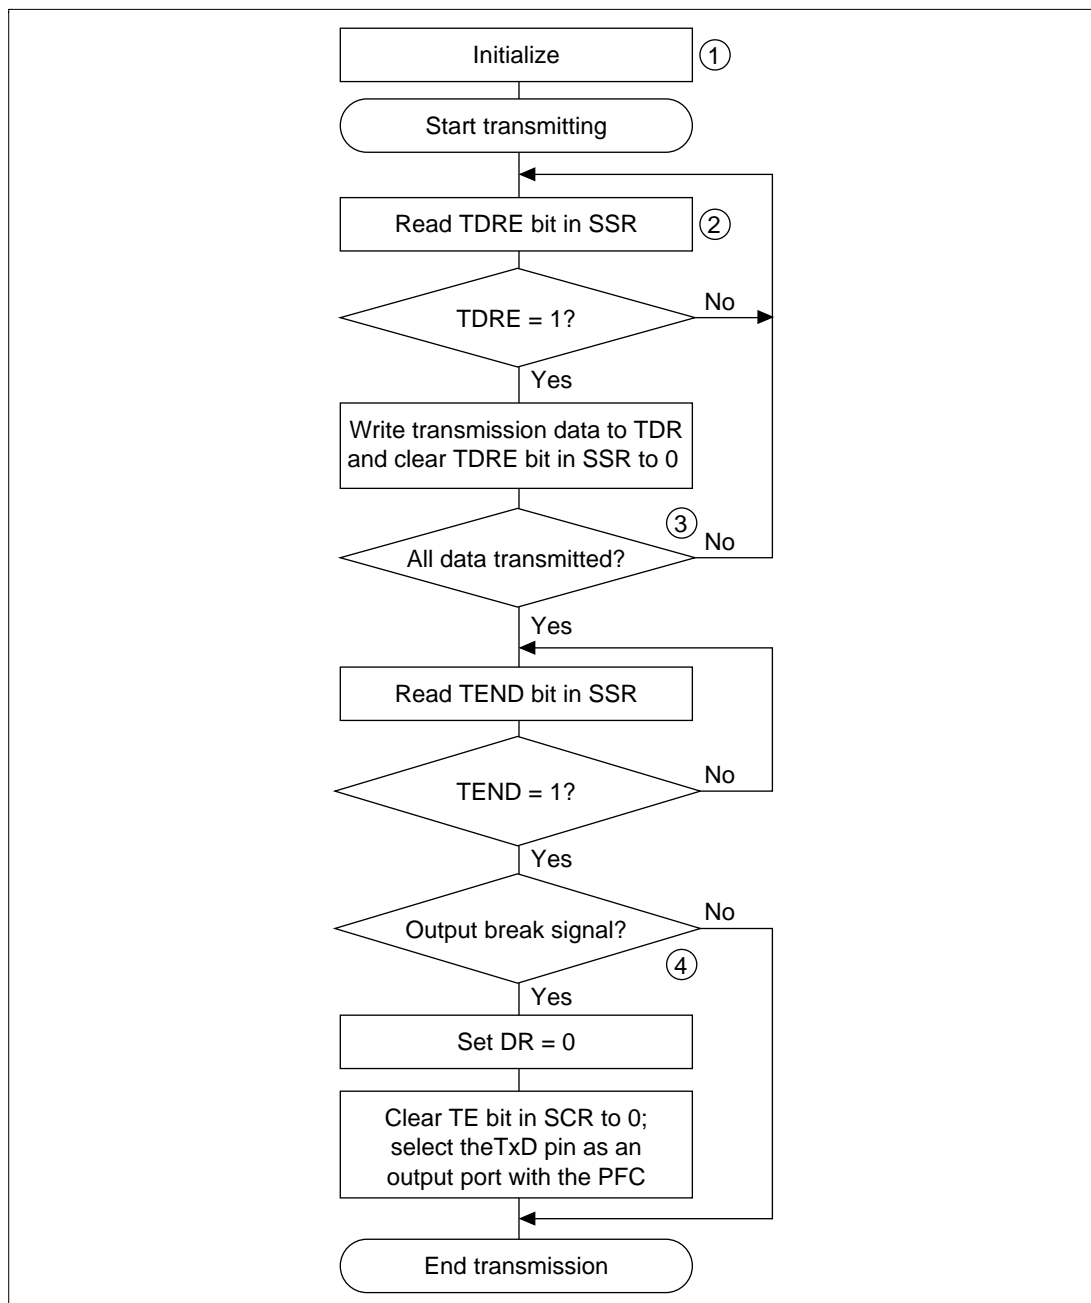 Initialize
1
Start transmitting
Read TDRE bit in SSR
2
TDRE = 1?
No
Yes
Write transmission data to TDR
and clear TDRE bit in SSR to 0
3
All data transmitted?
No
Yes
Read TEND bit in SSR
TEND = 1?
No
Yes
Output break signal?
No
4
Yes
Set DR = 0
Clear TE bit in SCR to 0;
select theTxD pin as an
output port with the PFC
End transmission